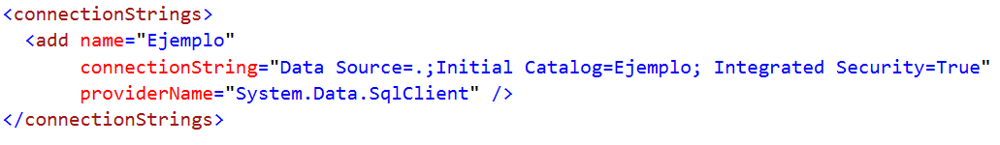 <connectionStrings>
  <add name="Ejemplo"
       connectionString="Data Source=.;Initial Catalog=Ejemplo; Integrated Security=True"
       providerName="System.Data.SqlClient" />
</connectionStrings>